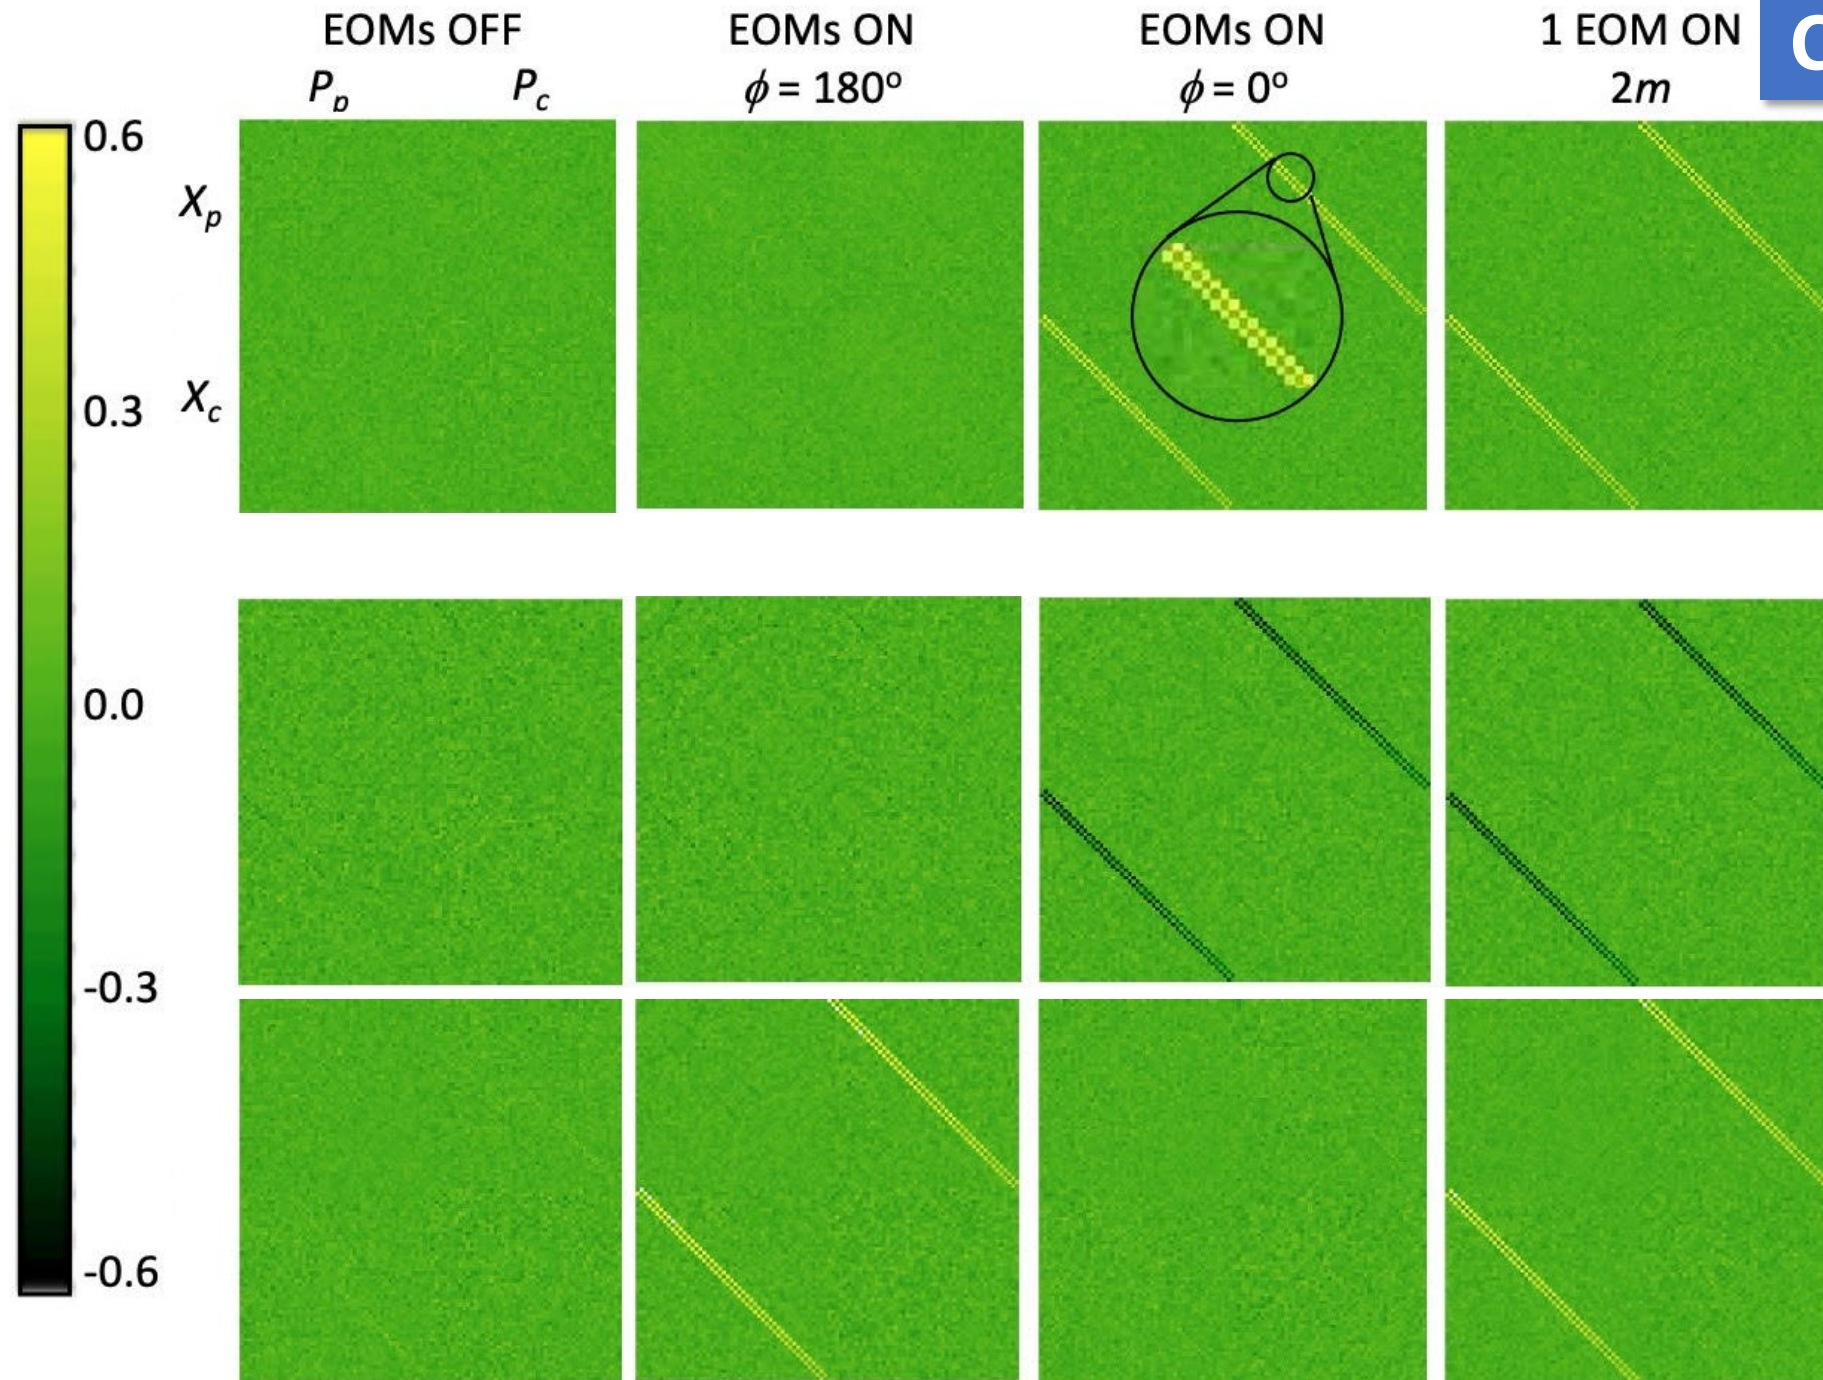 EOMs OFF EOMs ON EOMs ON 1 EOM ON
P_p P_c ϕ = 180° ϕ = 0° 2m
0.6
X_p
X_c
0.3
0.0
-0.3
-0.6